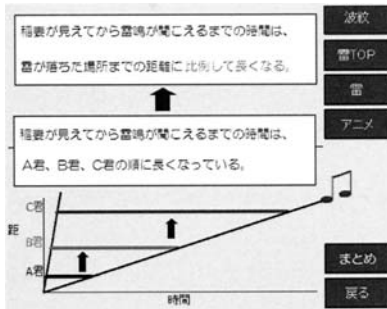 稲妻が見えてから雷鳴が聞こえるまでの時間は、
雷が落ちた場所までの距離に比例して長くなる。
稲妻が見えてから雷鳴が聞こえるまでの時間は、
A君、B君、C君の順に長くなっている。
C君
距
B君
A君
時間
波紋
雷TOP
雷
アニメ
まとめ
戻る